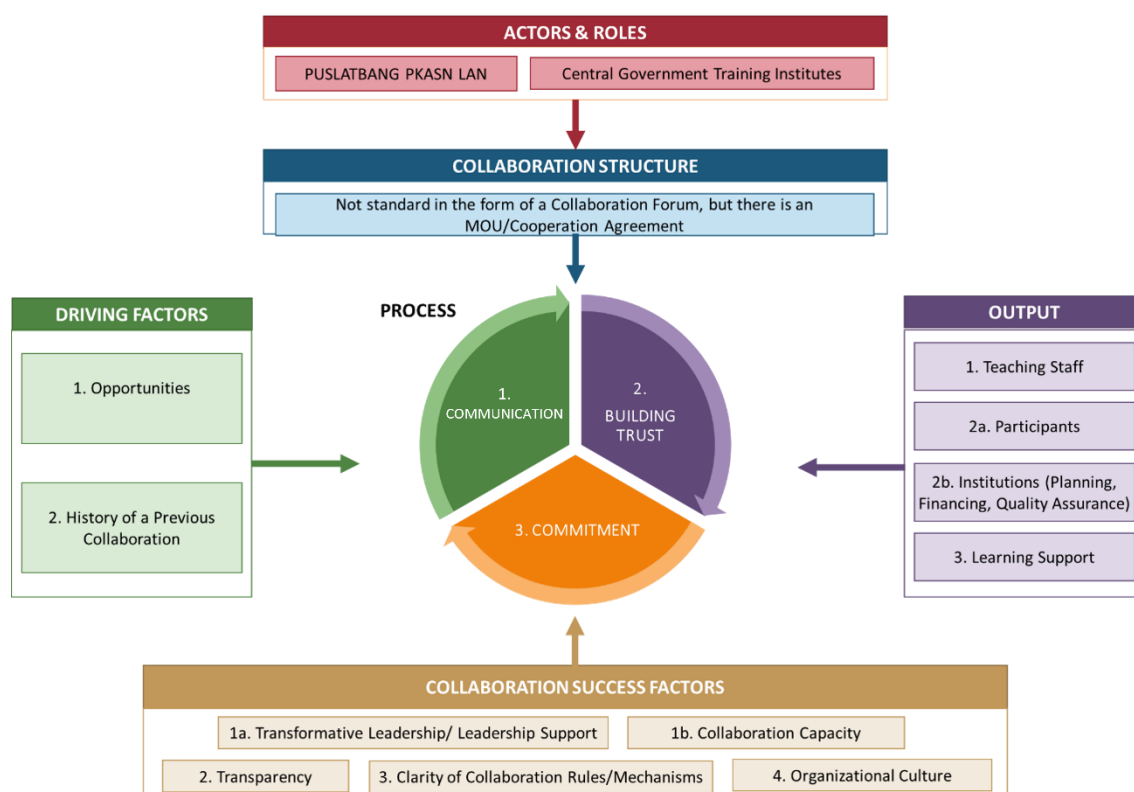 ACTORS & ROLES
PUSLATBANG PKASN LAN
Central Government Training Institutes
COLLABORATION STRUCTURE
Not standard in the form of a Collaboration Forum, but there is an
MOU/Cooperation Agreement
DRIVING FACTORS
1. Opportunities
2. History of a Previous
Collaboration
PROCESS
1.
COMMUNICATION
2.
BUILDING
TRUST
3. COMMITMENT
OUTPUT
1. Teaching Staff
2a. Participants
2b. Institutions (Planning,
Financing, Quality Assurance)
3. Learning Support
COLLABORATION SUCCESS FACTORS
1a. Transformative Leadership/ Leadership Support
1b. Collaboration Capacity
2. Transparency
3. Clarity of Collaboration Rules/Mechanisms
4. Organizational Culture